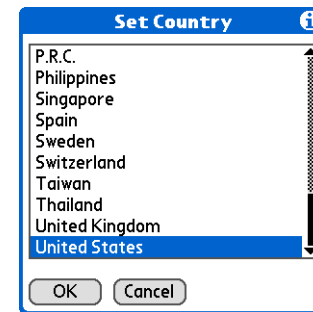 Set Country
P.R.C.
Philippines
Singapore
Spain
Sweden
Switzerland
Taiwan
Thailand
United Kingdom
United States
OK
Cancel